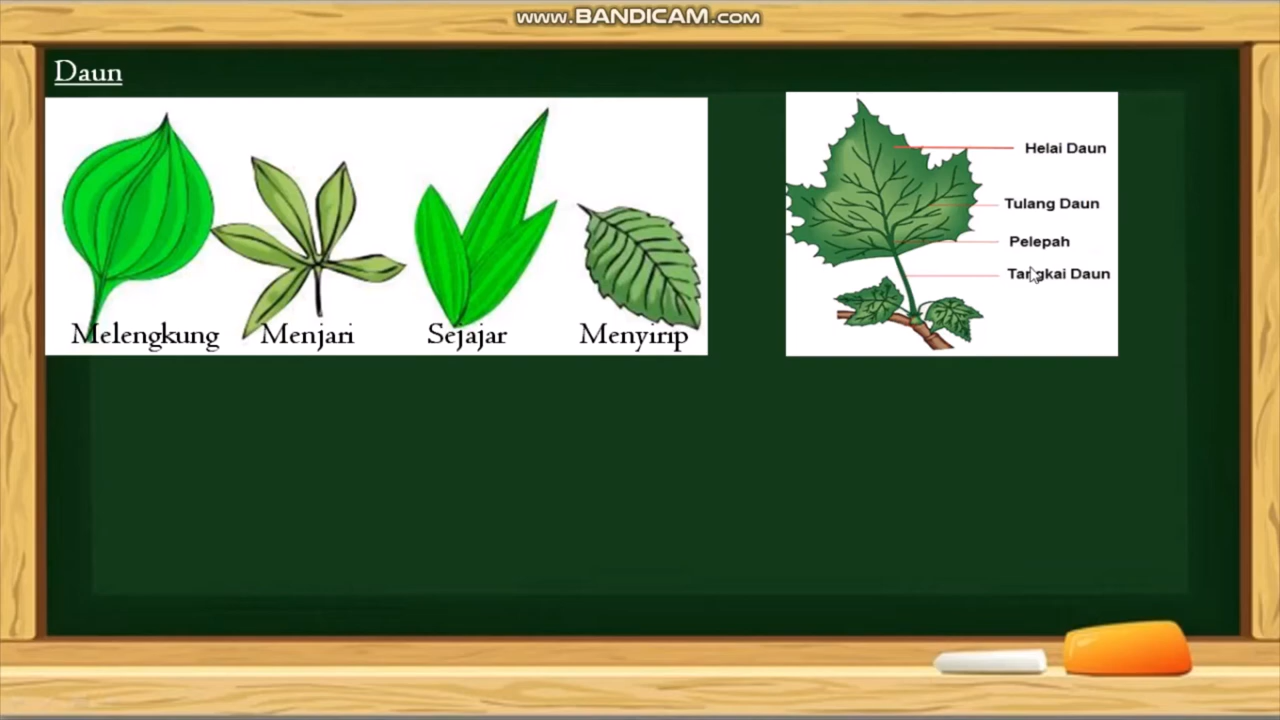 www.BANDICAM.com
Daun
Melengkung
Menjari
Sejajar
Menyirip
Helai Daun
Tulang Daun
Pelepah
Tangkai Daun